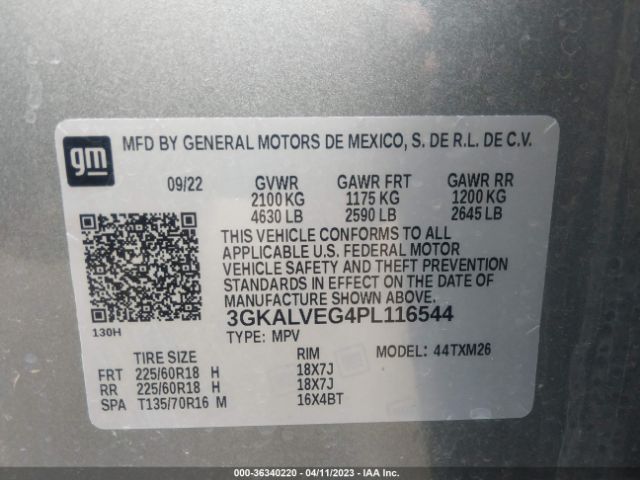 gm
MFD BY GENERAL MOTORS DE MEXICO, S. DE R.L. DE C.V.
09/22 GVWR GAWR FRT GAWR RR
2100 KG 1175 KG 1200 KG
4630 LB 2590 LB 2645 LB
THIS VEHICLE CONFORMS TO ALL
APPLICABLE U.S. FEDERAL MOTOR
VEHICLE SAFETY AND THEFT PREVENTION
STANDARDS IN EFFECT ON THE DATE OF
MANUFACTURE SHOWN ABOVE.
3GKALVEG4PL116544
130H
TYPE: MPV
TIRE SIZE RIM MODEL: 44TXM26
FRT 225/60R18 H 18X7J
RR 225/60R18 H 18X7J
SPA T135/70R16 M 16X4BT
000-36340220 - 04/11/2023 - IAA Inc.